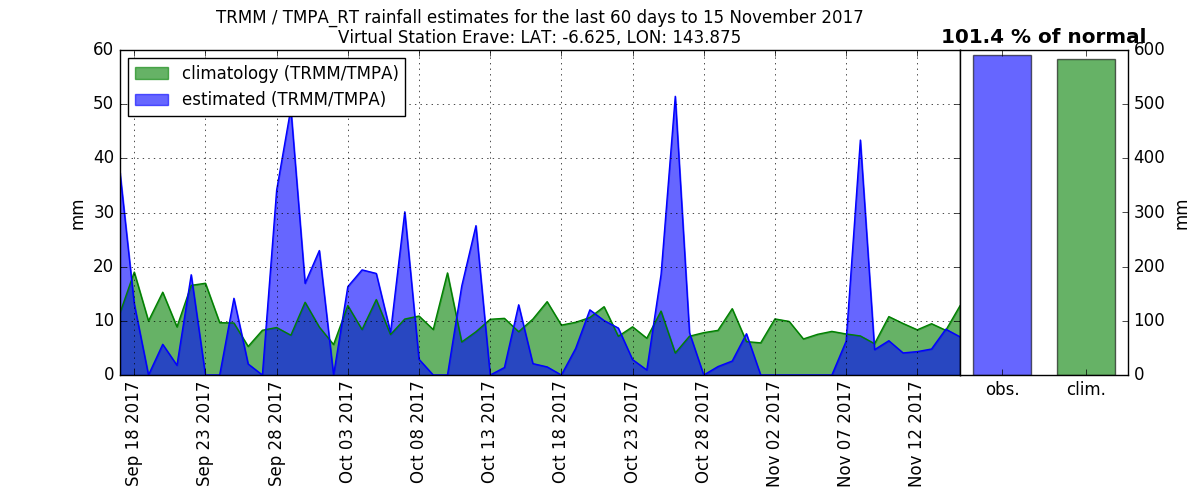 TRMM / TMPA_RT rainfall estimates for the last 60 days to 15 November 2017
Virtual Station Erave: LAT: -6.625, LON: 143.875
101.4 % of normal
climatology (TRMM/TMPA)
estimated (TRMM/TMPA)
mm
60
50
40
30
20
10
0
Sep 18 2017
Sep 23 2017
Sep 28 2017
Oct 03 2017
Oct 08 2017
Oct 13 2017
Oct 18 2017
Oct 23 2017
Oct 28 2017
Nov 02 2017
Nov 07 2017
Nov 12 2017
obs.
clim.
600
500
400
300
200
100
0
mm